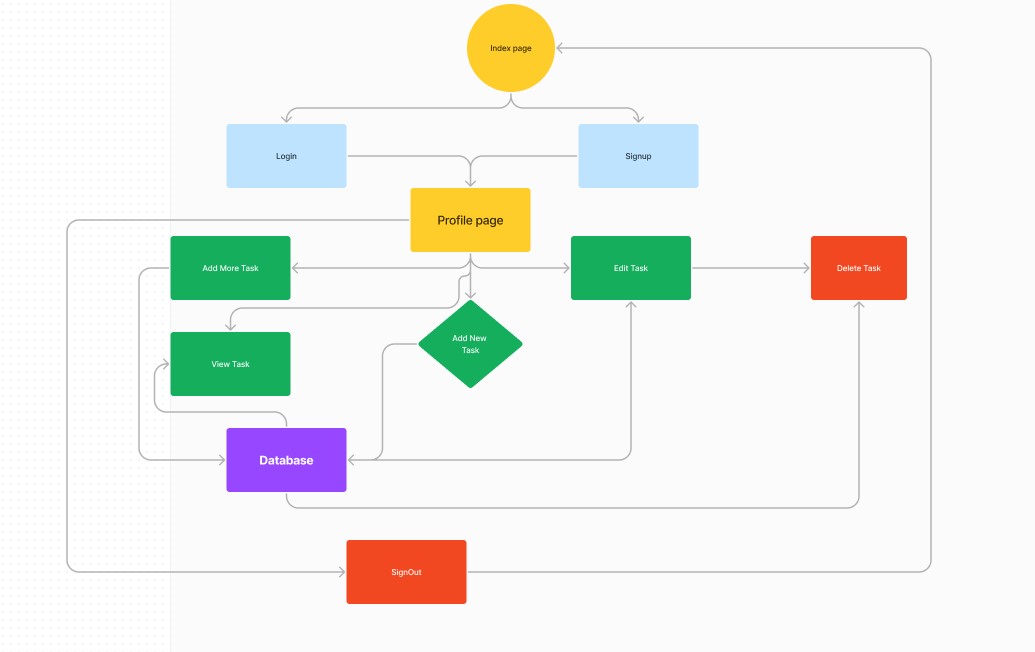 Index page
Login
Signup
Profile page
Add More Task
Edit Task
Delete Task
Add New
Task
View Task
Database
SignOut